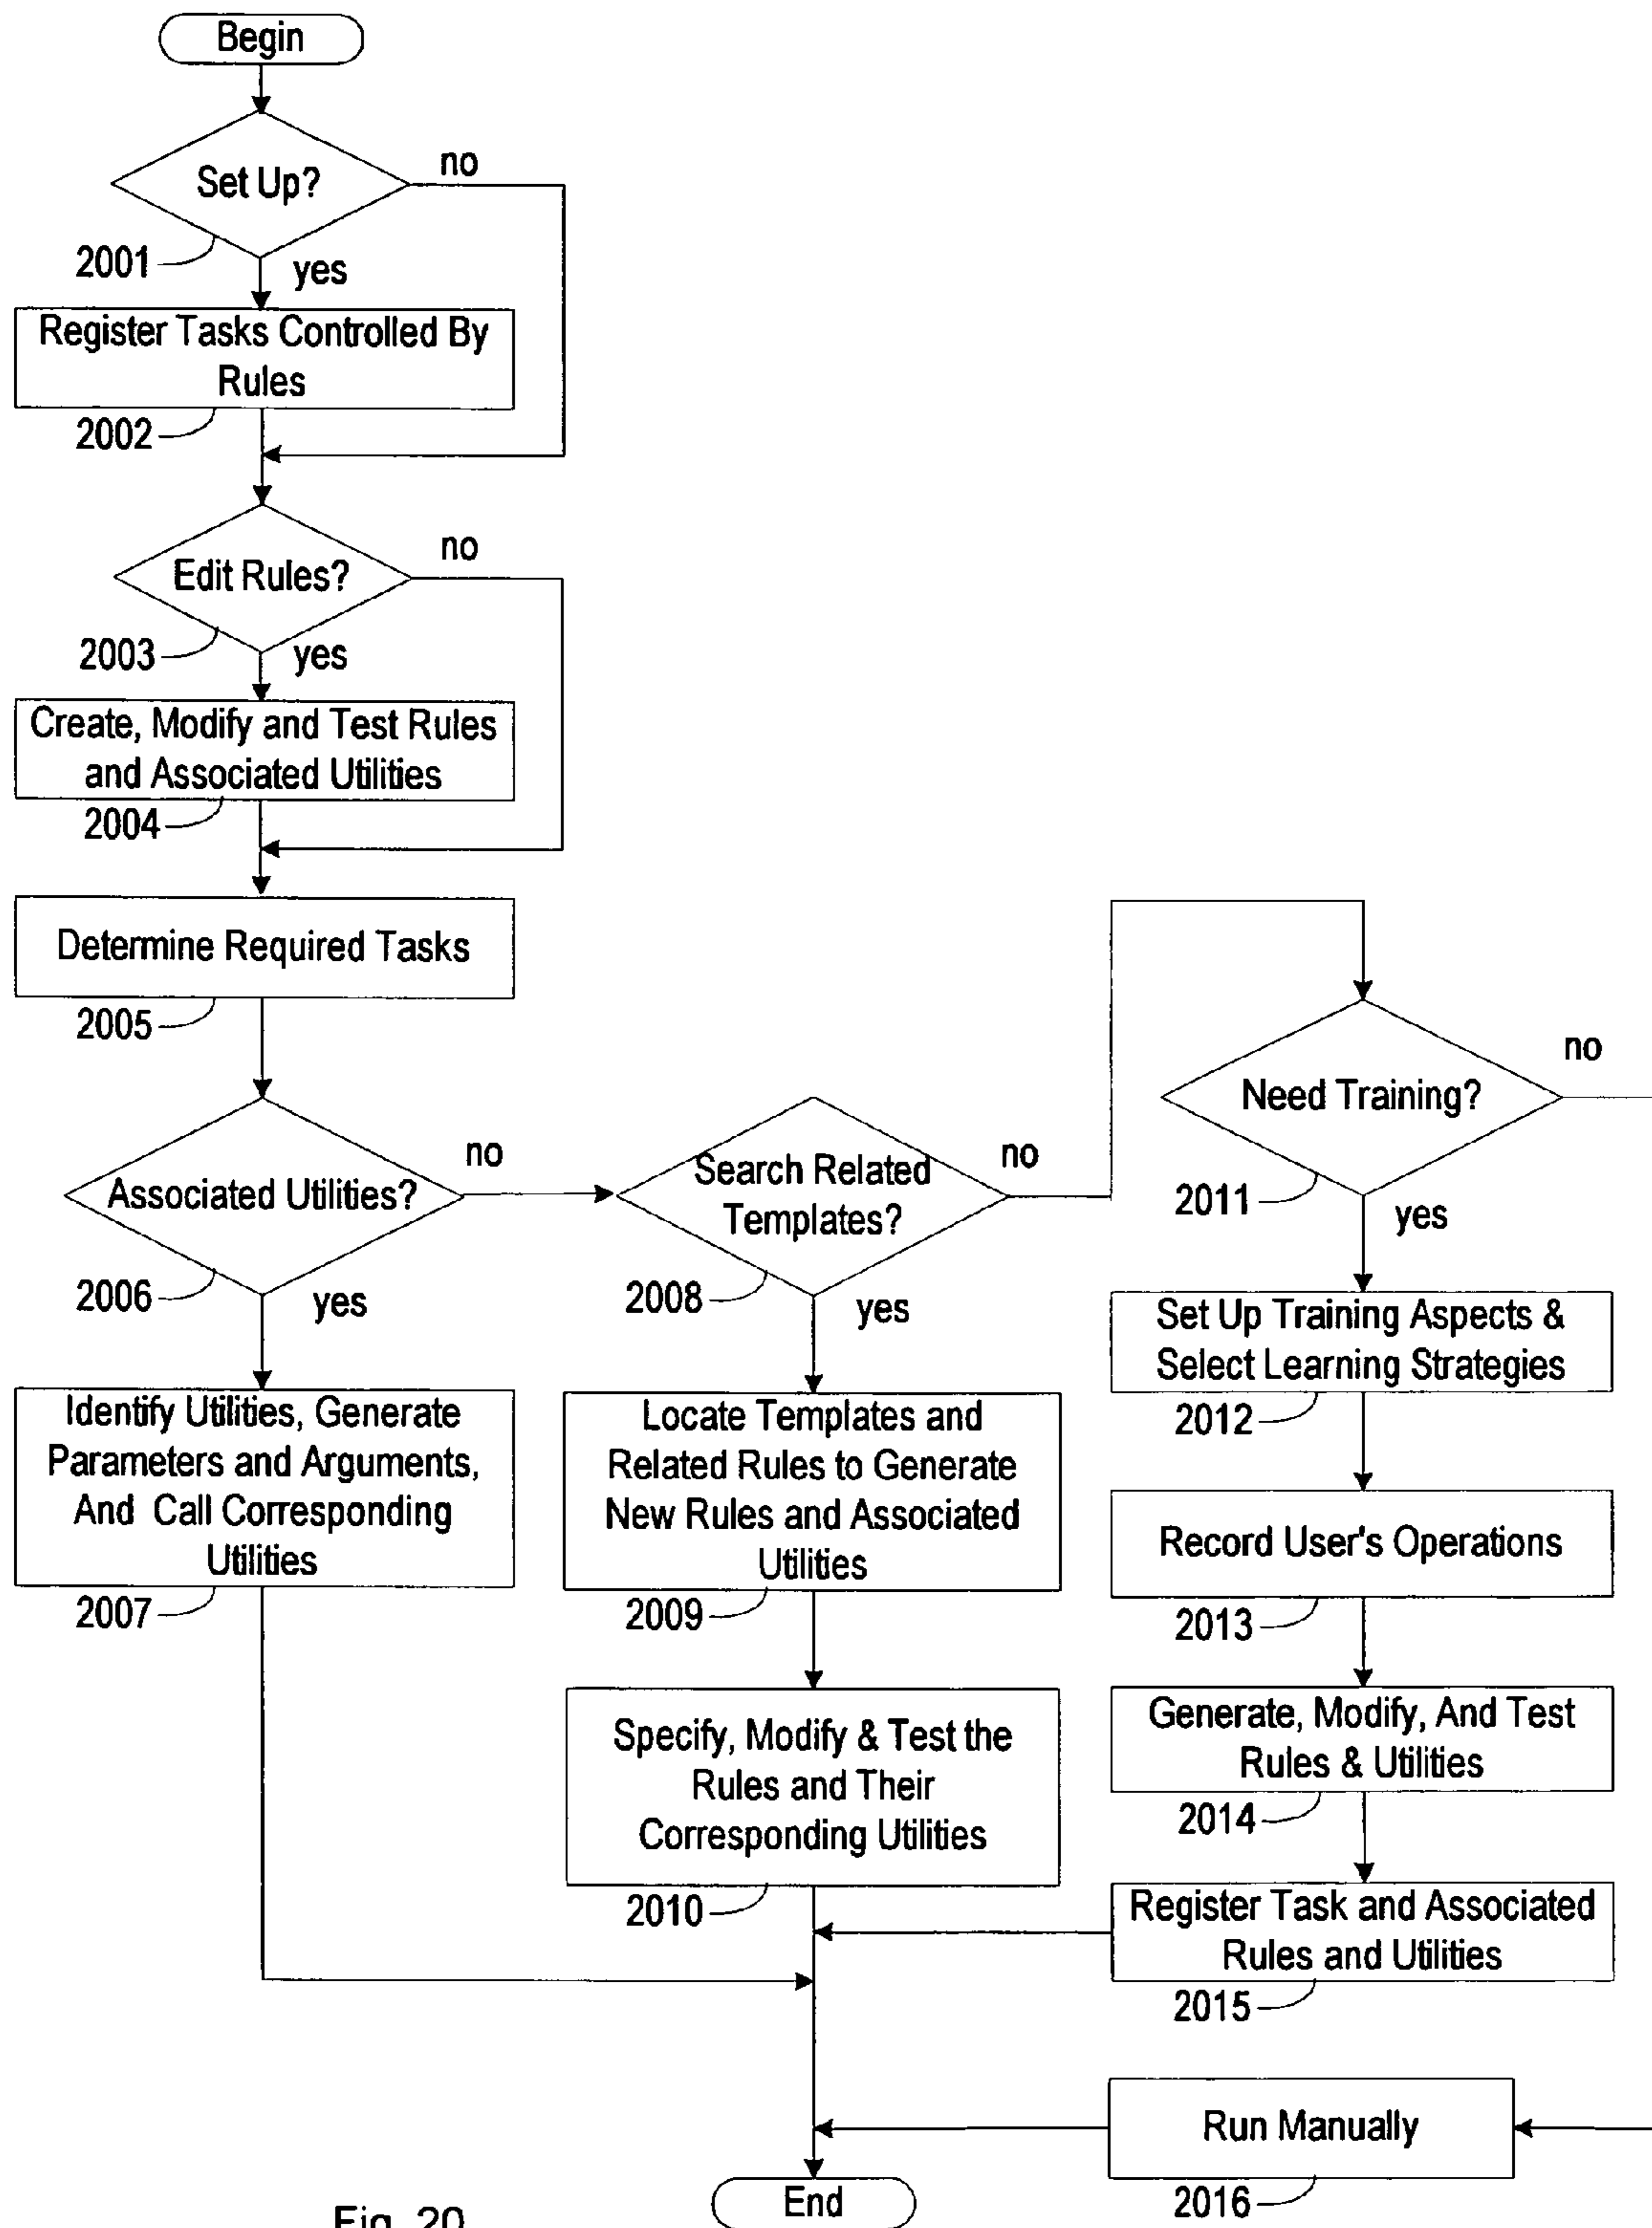 Begin
Set Up?
no
2001
yes
Register Tasks Controlled By
Rules
2002
Edit Rules?
no
2003
yes
Create, Modify and Test Rules
and Associated Utilities
2004
Determine Required Tasks
2005
Associated Utilities?
no
2006
yes
Identify Utilities, Generate
Parameters and Arguments,
And Call Corresponding
Utilities
2007
Search Related
Templates?
no
2008
yes
Locate Templates and
Related Rules to Generate
New Rules and Associated
Utilities
2009
Specify, Modify & Test the
Rules and Their
Corresponding Utilities
2010
Need Training?
no
2011
yes
Set Up Training Aspects &
Select Learning Strategies
2012
Record User's Operations
2013
Generate, Modify, And Test
Rules & Utilities
2014
Register Task and Associated
Rules and Utilities
2015
Run Manually
2016
End
Fig. 20